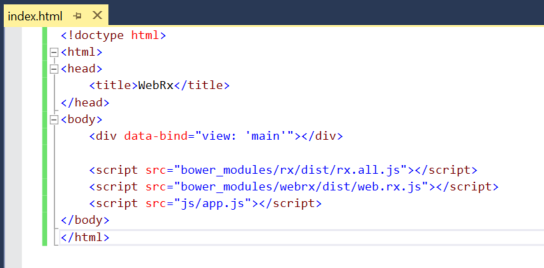 index.html
<!doctype html>
<html>
<head>
    <title>WebRx</title>
</head>
<body>
    <div data-bind="view: 'main'"></div>

    <script src="bower_modules/rx/dist/rx.all.js"></script>
    <script src="bower_modules/webrx/dist/web.rx.js"></script>
    <script src="js/app.js"></script>
</body>
</html>